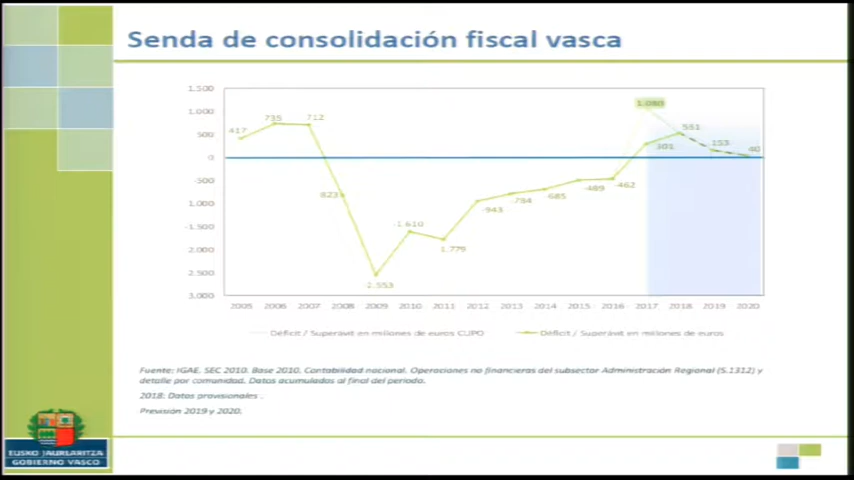 Senda de consolidación fiscal vasca
1.500
1.000
500
0
-500
1.000
-1.500
2.000
2.500
3.000
417
735
712
823
2.553
-1.610
1.779
-943
-784
685
-489
-462
301
1.080
551
153
40
2005 2006 2007 2008 2009 2010 2011 2012 2013 2014 2015 2016 2017 2018 2019 2020
Déficit / Superávit en millones de euros CUPO
Déficit / Superávit en millones de euros
Fuente: IGAE. SEC 2010. Base 2010. Contabilidad nacional. Operaciones no financieras del subsector Administración Regional (S.1312) y
detalle por comunidad. Datos acumulados al final del periodo.
2018: Datos provisionales .
Previsión 2019 y 2020.
EUSKO JAURLARITZA
GOBIERNO VASCO